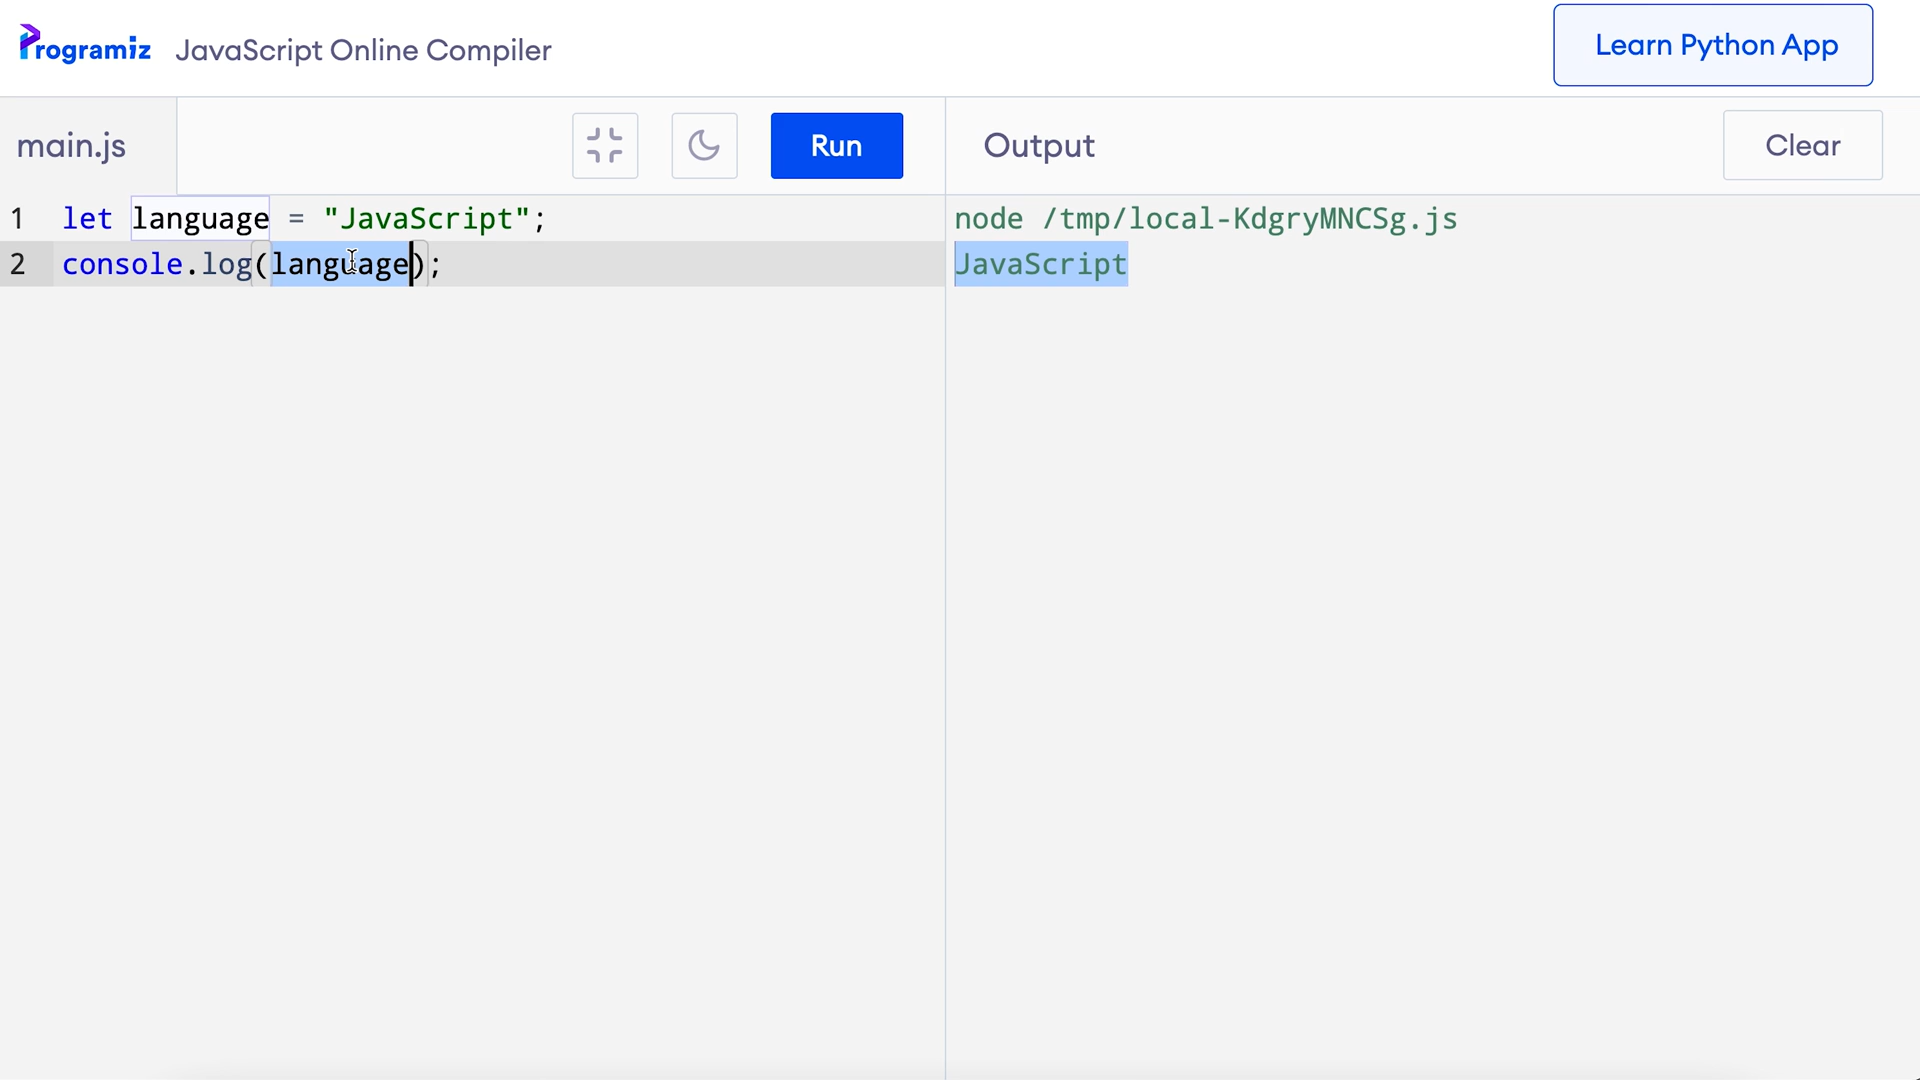 Programiz JavaScript Online Compiler
Learn Python App
main.js
Run
Output
Clear
1 let language = "JavaScript";
2 console.log(language);
node /tmp/local-KdgryMNCSg.js
JavaScript